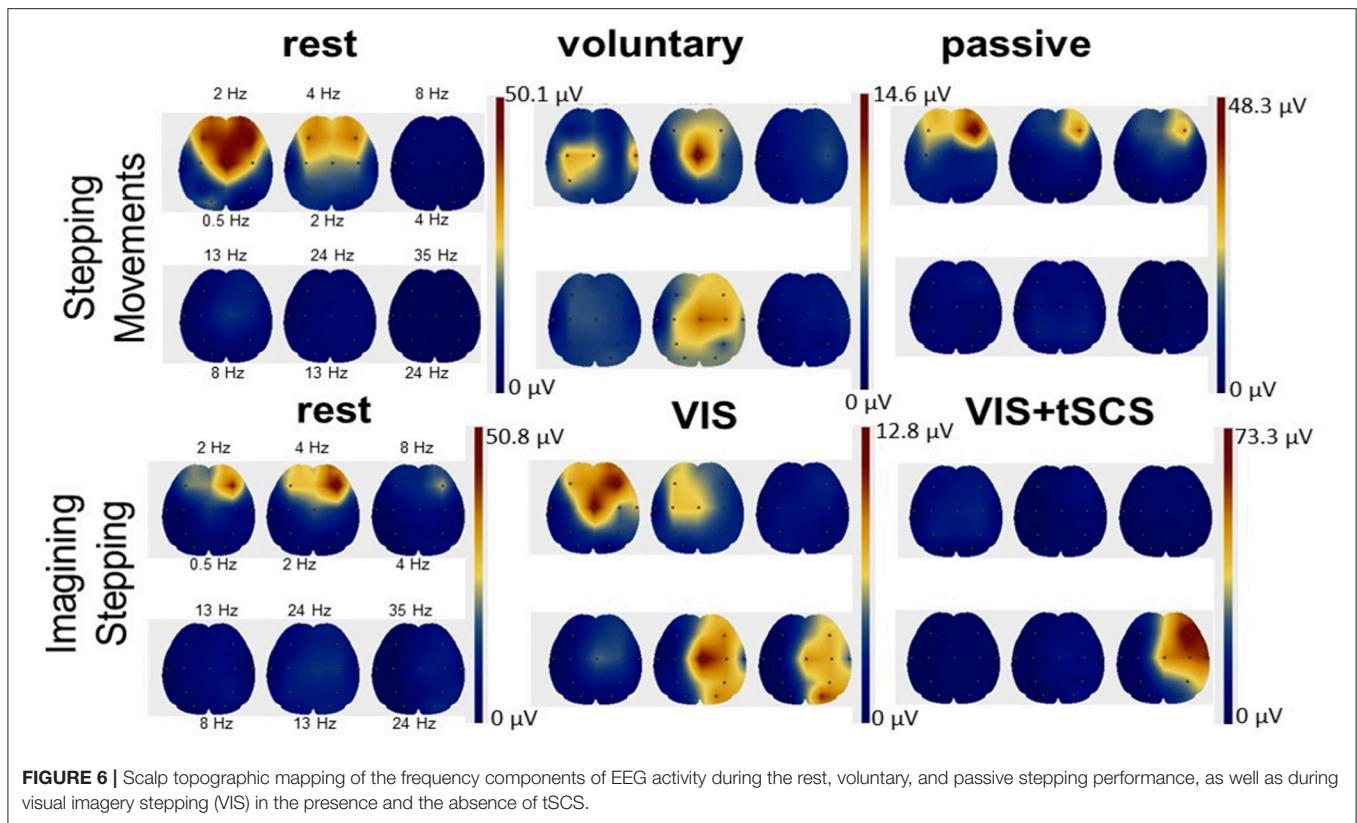 rest voluntary passive
2 Hz 4 Hz 8 Hz
50.1 µV 14.6 µV 48.3 µV
Stepping
Movements
0.5 Hz 2 Hz 4 Hz
13 Hz 24 Hz 35 Hz
8 Hz 13 Hz 24 Hz
0 µV 0 µV 0 µV
rest VIS VIS+tSCS
2 Hz 4 Hz 8 Hz
50.8 µV 12.8 µV 73.3 µV
Imagining
Stepping
0.5 Hz 2 Hz 4 Hz
13 Hz 24 Hz 35 Hz
8 Hz 13 Hz 24 Hz
0 µV 0 µV 0 µV
FIGURE 6 | Scalp topographic mapping of the frequency components of EEG activity during the rest, voluntary, and passive stepping performance, as well as during
visual imagery stepping (VIS) in the presence and the absence of tSCS.